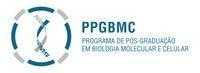 PPGBMC
PROGRAMA DE PÓS-GRADUAÇÃO
EM BIOLOGIA MOLECULAR E CELULAR